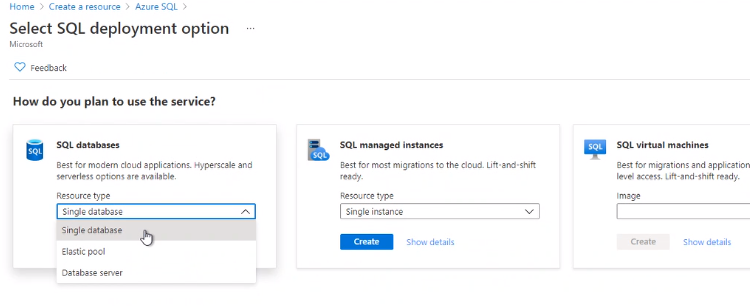 Home > Create a resource > Azure SQL >
Select SQL deployment option ...
Microsoft
Feedback
How do you plan to use the service?
SQL
SQL databases
Best for modern cloud applications. Hyperscale and
serverless options are available.
Resource type
Single database
Single database
Elastic pool
Database server
SQL
SQL managed instances
Best for most migrations to the cloud. Lift-and-shift
ready.
Resource type
Single instance
Create Show details
SQL
SQL virtual machines
Best for migrations and application
level access. Lift-and-shift ready.
Image
Create Show details